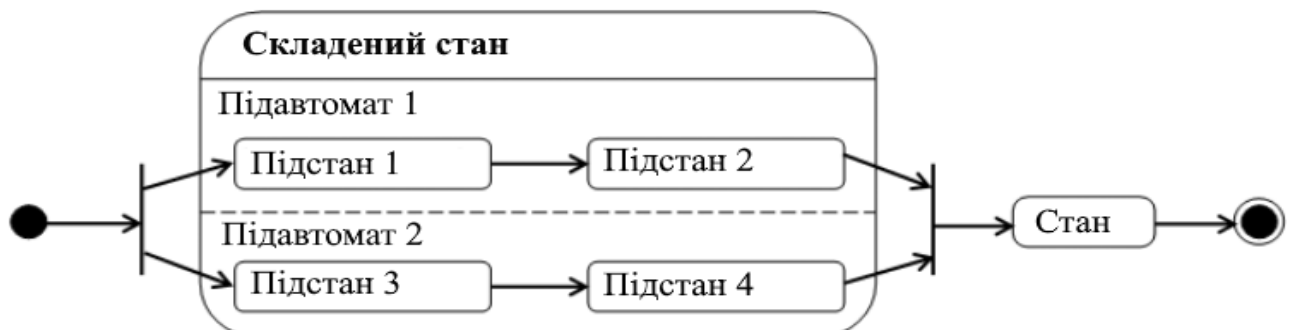 Складений стан
Підавтомат 1
Підстан 1
Підстан 2
Підавтомат 2
Підстан 3
Підстан 4
Стан